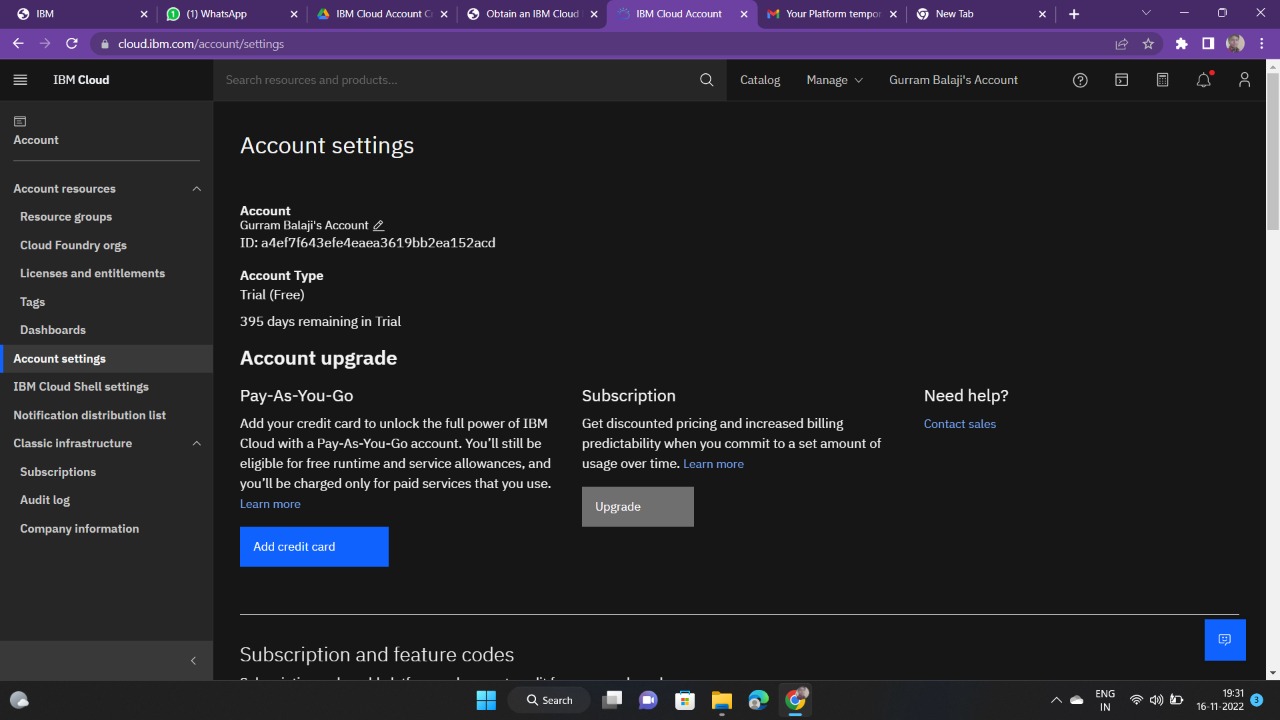 IBM
(1) WhatsApp
IBM Cloud Account C
Obtain an IBM Cloud
IBM Cloud Account
Your Platform tempor
New Tab
cloud.ibm.com/account/settings
IBM Cloud
Search resources and products...
Catalog
Manage
Gurram Balaji's Account
Account
Account resources
Resource groups
Cloud Foundry orgs
Licenses and entitlements
Tags
Dashboards
Account settings
IBM Cloud Shell settings
Notification distribution list
Classic infrastructure
Subscriptions
Audit log
Company information
Account settings
Account
Gurram Balaji's Account
ID: a4ef7f643efe4eaea3619bb2ea152acd
Account Type
Trial (Free)
395 days remaining in Trial
Account upgrade
Pay-As-You-Go
Add your credit card to unlock the full power of IBM
Cloud with a Pay-As-You-Go account. You’ll still be
eligible for free runtime and service allowances, and
you’ll be charged only for paid services that you use.
Learn more
Add credit card
Subscription
Get discounted pricing and increased billing
predictability when you commit to a set amount of
usage over time. Learn more
Upgrade
Need help?
Contact sales
Subscription and feature codes
Search
ENG
IN
19:31
16-11-2022
3